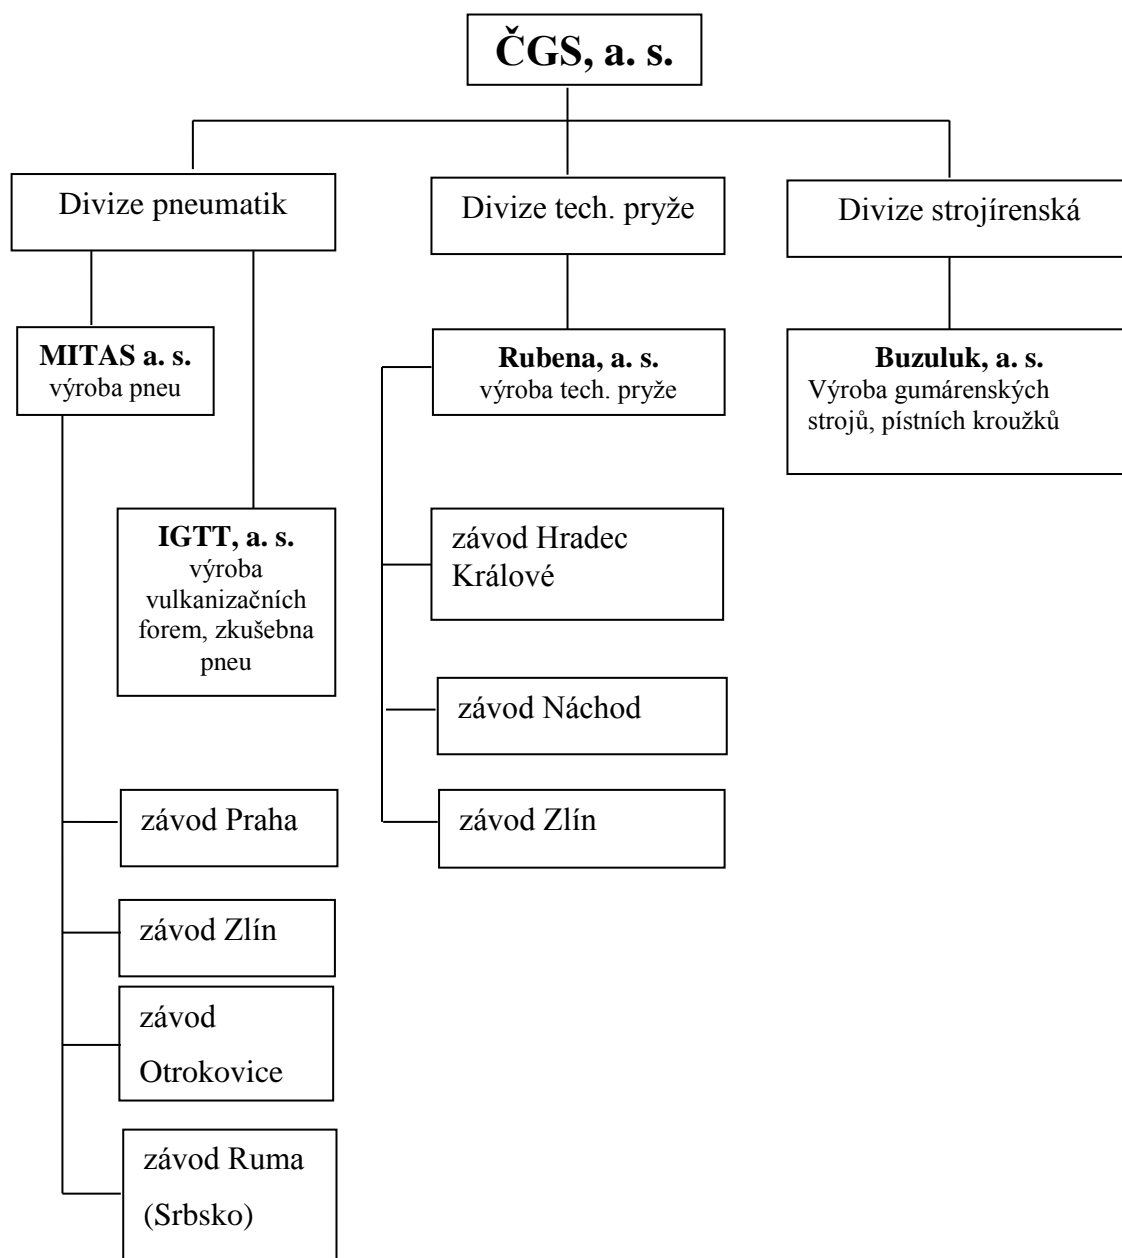 ČGS, a. s.
Divize pneumatik
Divize tech. pryže
Divize strojírenská
MITAS a. s.
výroba pneu
Rubena, a. s.
výroba tech. pryže
Buzuluk, a. s.
Výroba gumárenských
strojů, pístních kroužků
IGTT, a. s.
výroba
vulkanizačních
forem, zkušebna
pneu
závod Hradec
Králové
závod Náchod
závod Zlín
závod Praha
závod Zlín
závod
Otrokovice
závod Ruma
(Srbsko)